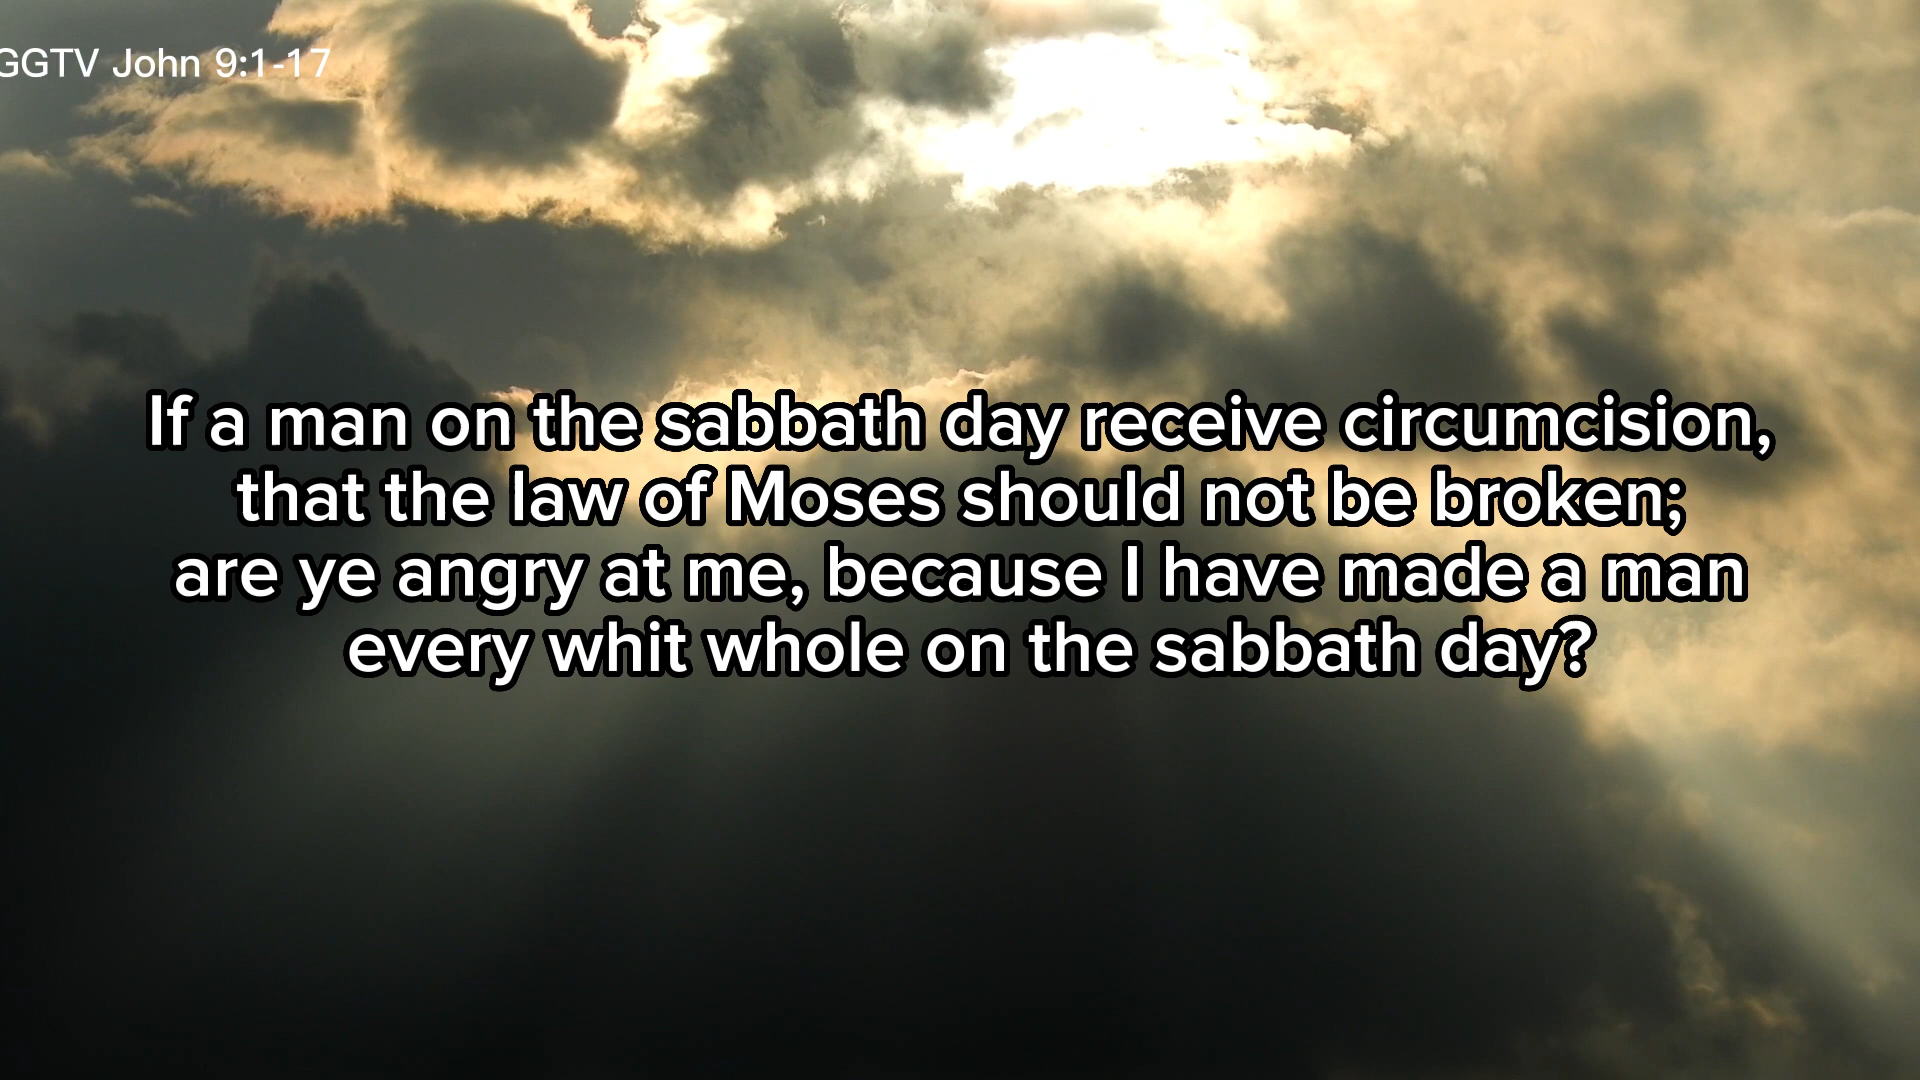 GGTV John 9:1-17
If a man on the sabbath day receive circumcision,
that the law of Moses should not be broken;
are ye angry at me, because I have made a man
every whit whole on the sabbath day?